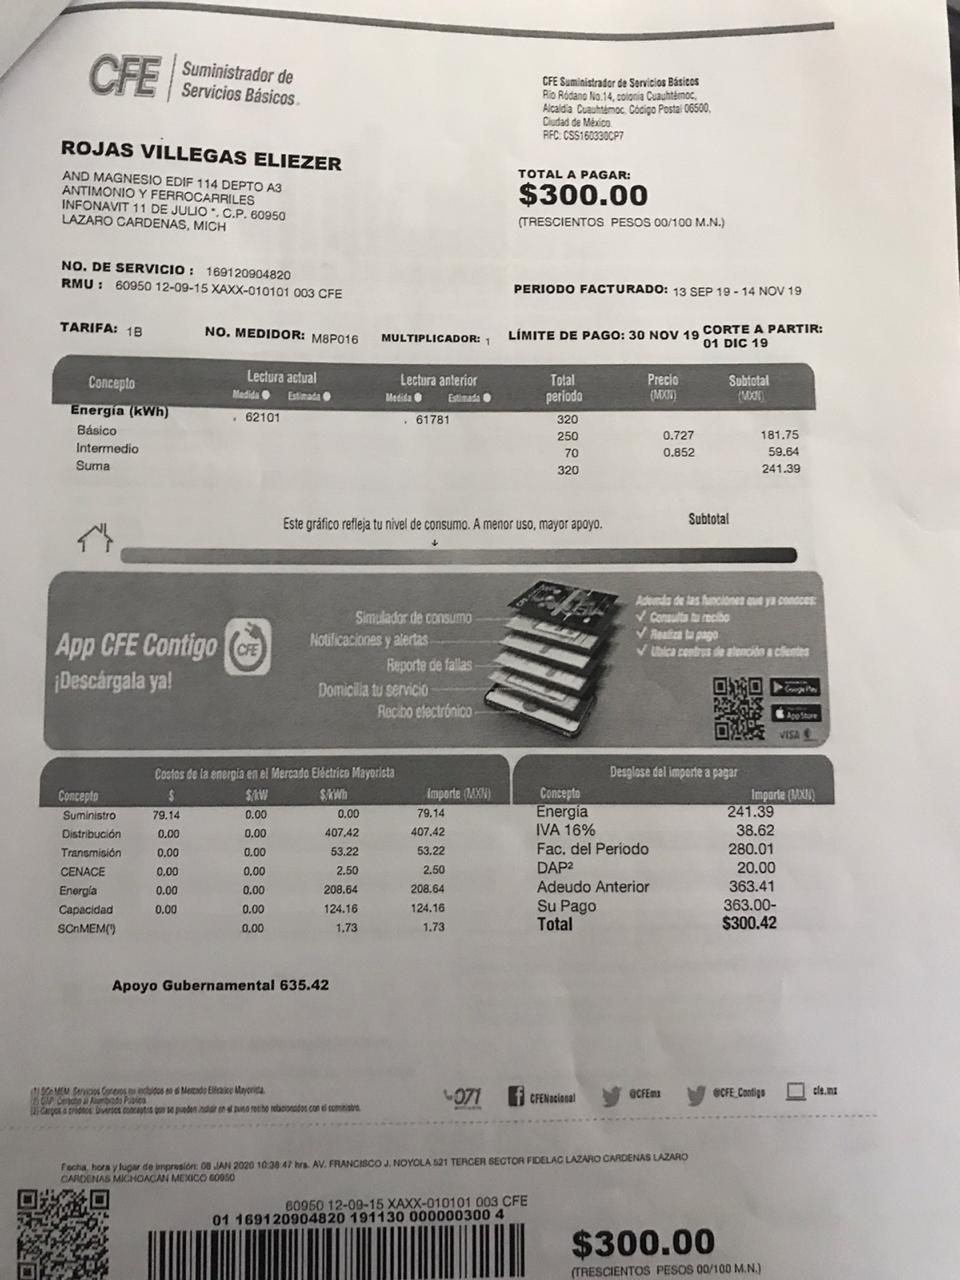 CFE Suministrador de
Servicios Básicos
CFE Suministrador de Servicios Básicos
Río Ródano No.14, colonia Cuauhtémoc,
Alcaldía Cuauhtémoc, Código Postal 06500,
Ciudad de México.
RFC: CSS160330CP7
ROJAS VILLEGAS ELIEZER
AND MAGNESIO EDIF 114 DEPTO A3
ANTIMONIO Y FERROCARRILES
INFONAVIT 11 DE JULIO *. C.P. 60950
LAZARO CARDENAS, MICH
TOTAL A PAGAR:
$300.00
(TRESCIENTOS PESOS 00/100 M.N.)
NO. DE SERVICIO : 169120904820
RMU : 60950 12-09-15 XAXX-010101 003 CFE
PERIODO FACTURADO: 13 SEP 19 - 14 NOV 19
TARIFA: 1B NO. MEDIDOR: M8P016 MULTIPLICADOR: 1 LÍMITE DE PAGO: 30 NOV 19 CORTE A PARTIR:
01 DIC 19
Concepto Lectura actual Lectura anterior Total periodo Precio (MXN) Subtotal (MXN)
Medida Estimada Medida Estimada
Energía (kWh) 62101 61781 320
Básico 250 0.727 181.75
Intermedio 70 0.852 59.64
Suma 320 241.39
Este gráfico refleja tu nivel de consumo. A menor uso, mayor apoyo. Subtotal
App CFE Contigo CFE
¡Descárgala ya!
Simulador de consumo
Notificaciones y alertas
Reporte de fallas
Domicilia tu servicio
Recibo electrónico
Además de las funciones que ya conoces:
✓ Consulta tu recibo
✓ Realiza tu pago
✓ Ubica centros de atención a clientes
Google Play
App Store
VISA
Costos de la energía en el Mercado Eléctrico Mayorista
Concepto $ $/kW $/kWh Importe (MXN)
Suministro 79.14 0.00 0.00 79.14
Distribución 0.00 0.00 407.42 407.42
Transmisión 0.00 0.00 53.22 53.22
CENACE 0.00 0.00 2.50 2.50
Energía 0.00 0.00 208.64 208.64
Capacidad 0.00 0.00 124.16 124.16
SCnMEM(¹) 0.00 1.73 1.73
Desglose del importe a pagar
Concepto Importe (MXN)
Energía 241.39
IVA 16% 38.62
Fac. del Periodo 280.01
DAP² 20.00
Adeudo Anterior 363.41
Su Pago 363.00-
Total $300.42
Apoyo Gubernamental 635.42
(1) SCnMEM: Servicios Conexos no incluidos en el Mercado Eléctrico Mayorista.
(2) DAP: Derecho al Alumbrado Público.
(3) Cargos o créditos: Diversos conceptos que se pueden incluir en el aviso recibo relacionados con el suministro.
071 CFENacional @CFEmx @CFE_Contigo cfe.mx
Fecha, hora y lugar de impresión: 08 JAN 2020 10:38:47 hrs. AV. FRANCISCO J. NOYOLA 521 TERCER SECTOR FIDELAC LAZARO CARDENAS LAZARO
CARDENAS MICHOACAN MEXICO 60950
60950 12-09-15 XAXX-010101 003 CFE
01 169120904820 191130 000000300 4
$300.00
(TRESCIENTOS PESOS 00/100 M.N.)